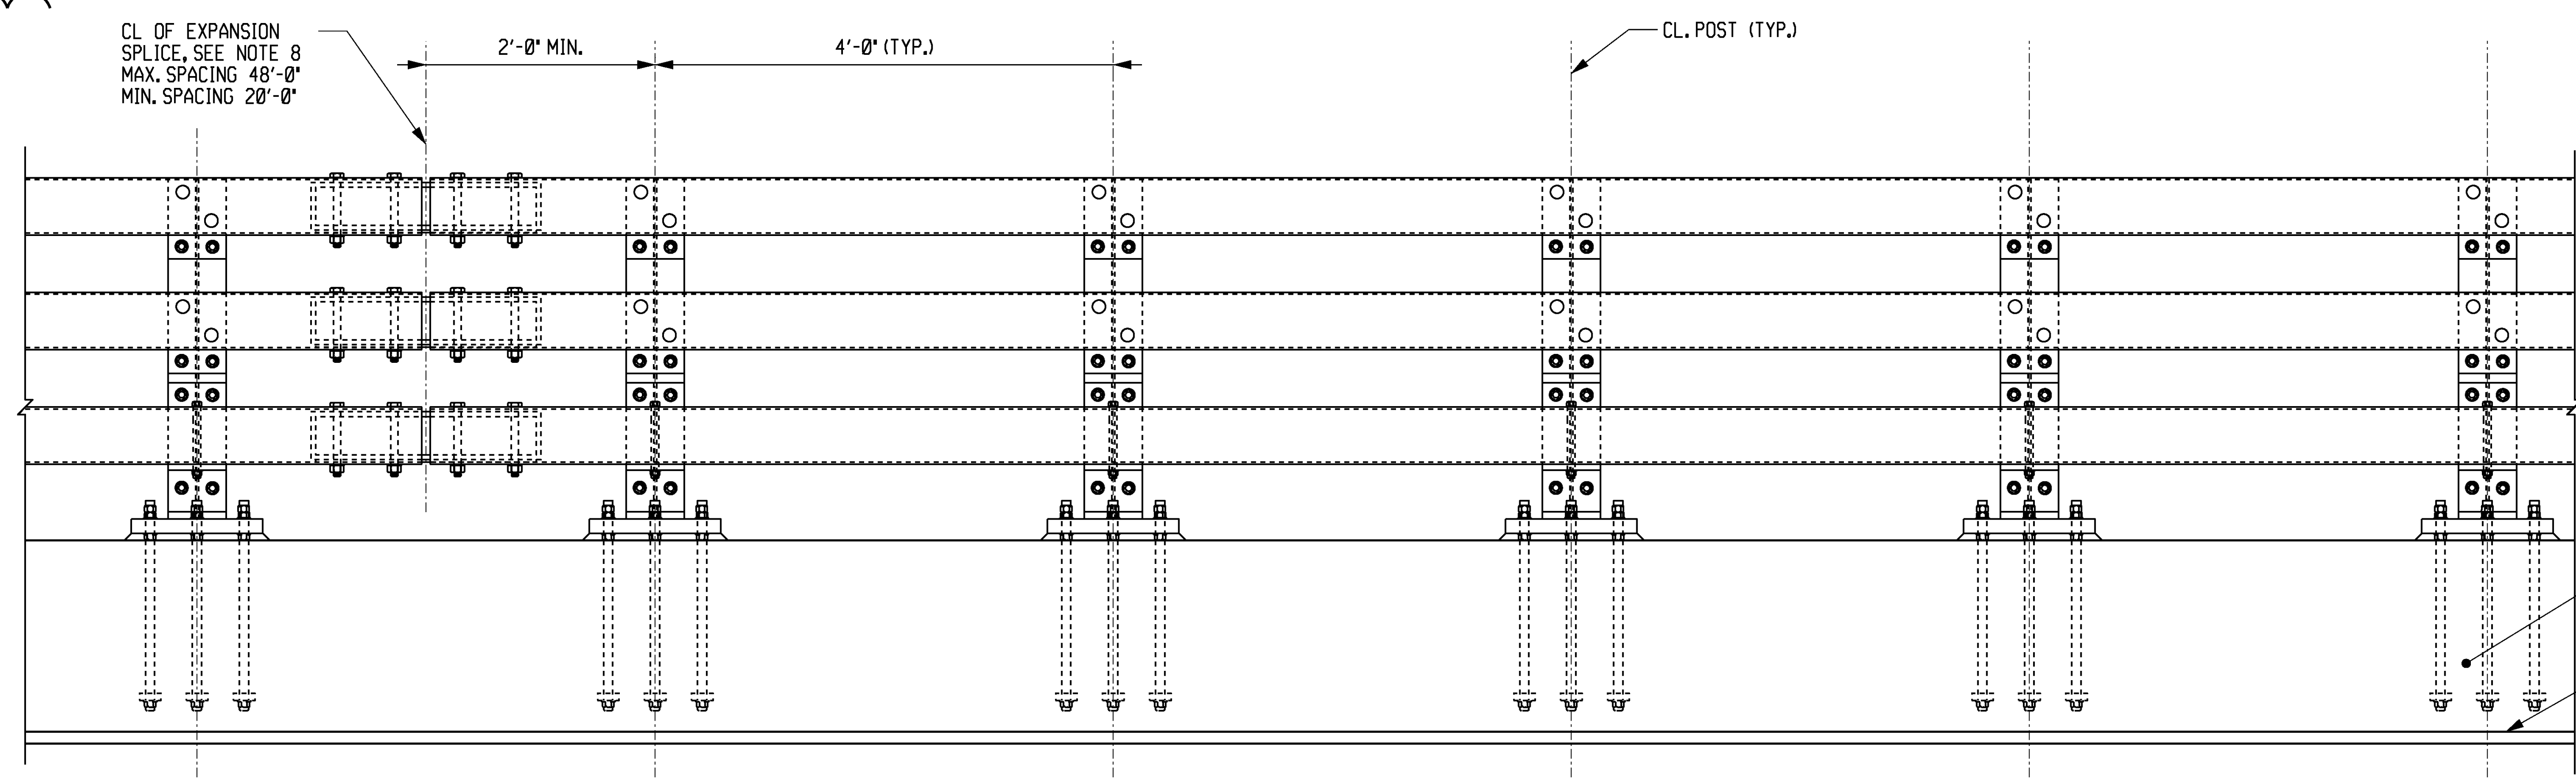 CL OF EXPANSION
SPLICE, SEE NOTE 8
MAX. SPACING 48'-0"
MIN. SPACING 20'-0"
2'-0" MIN.
4'-0" (TYP.)
CL. POST (TYP.)